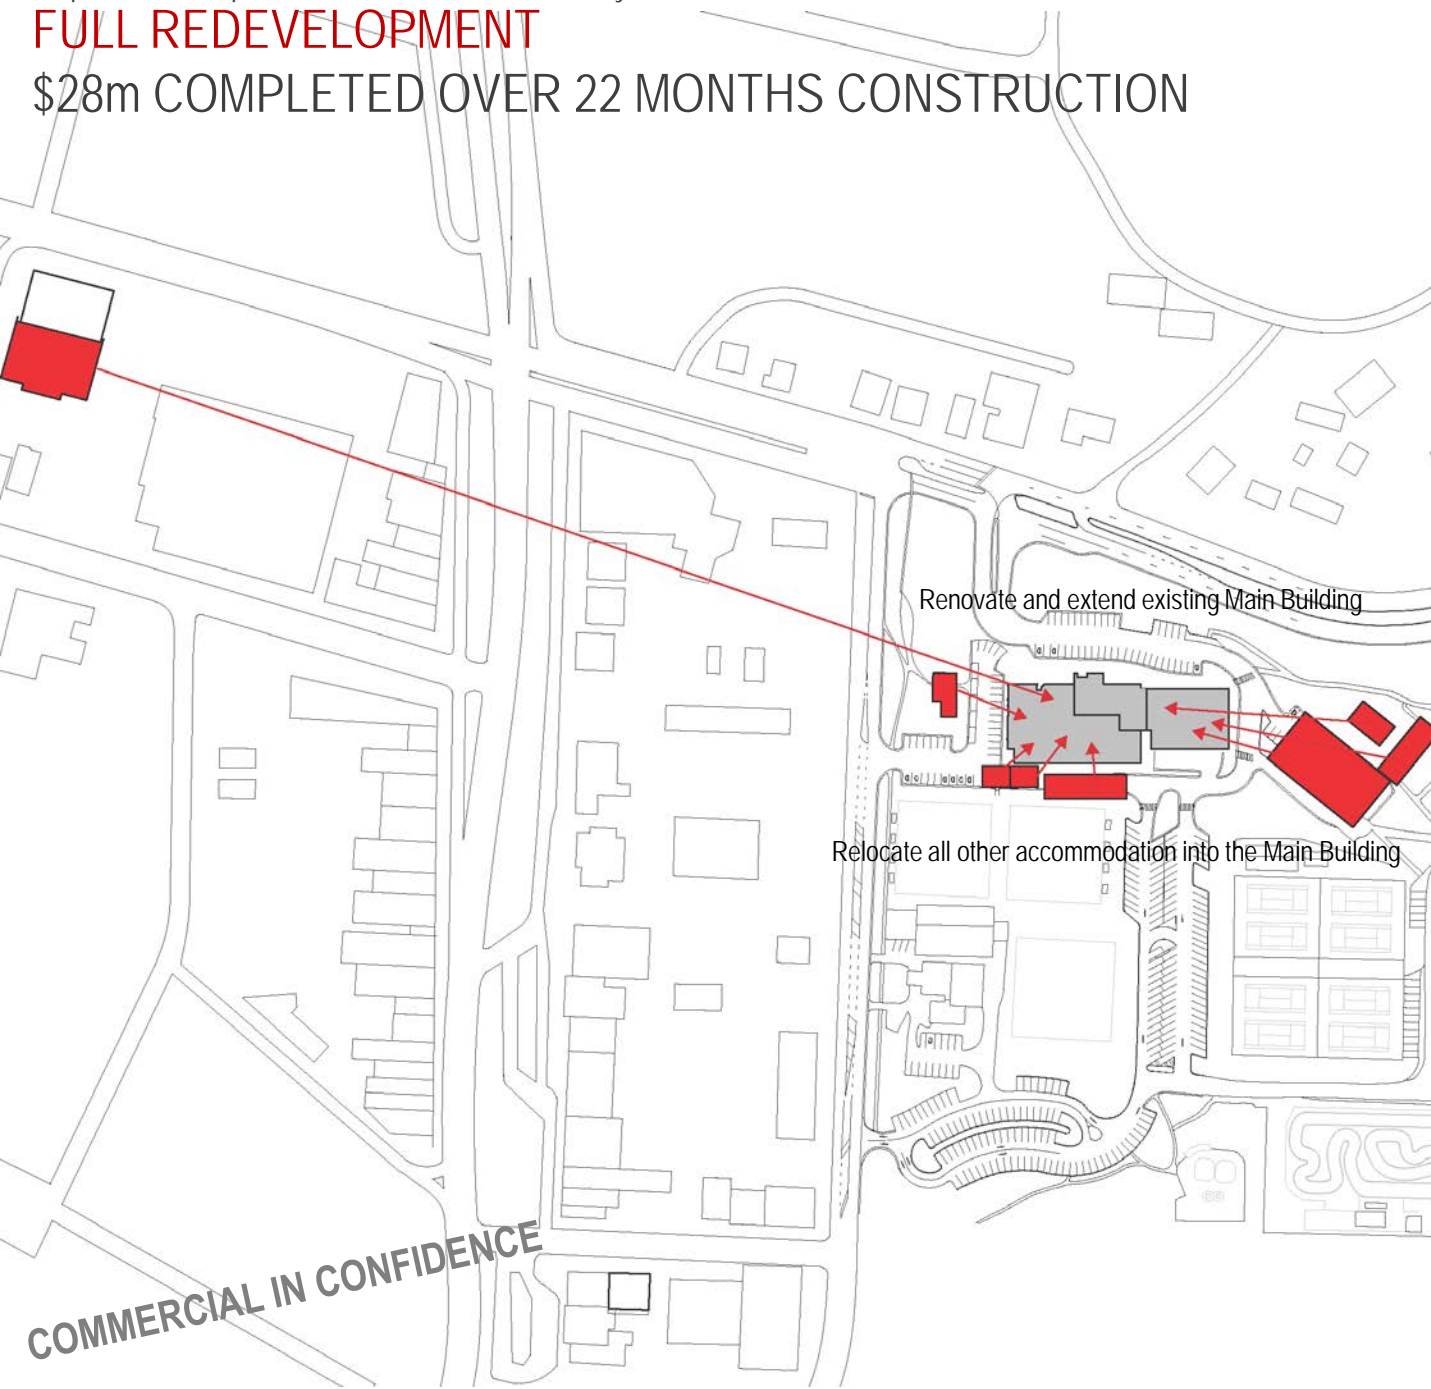 FULL REDEVELOPMENT
$28m COMPLETED OVER 22 MONTHS CONSTRUCTION
Renovate and extend existing Main Building
Relocate all other accommodation into the Main Building
COMMERCIAL IN CONFIDENCE